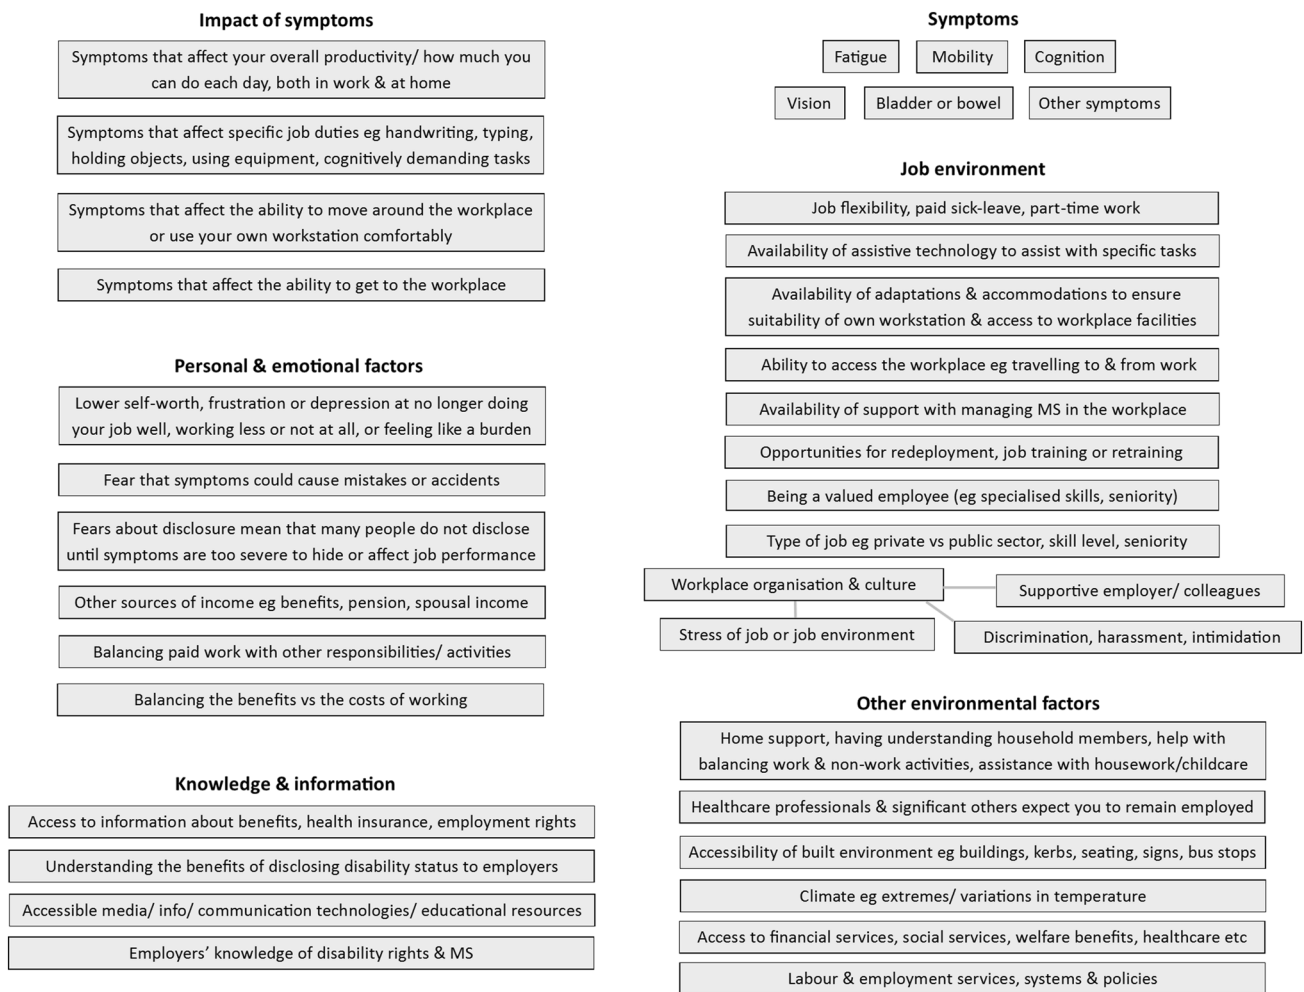 Impact of symptoms
Symptoms that affect your overall productivity/ how much you
can do each day, both in work & at home
Symptoms that affect specific job duties eg handwriting, typing,
holding objects, using equipment, cognitively demanding tasks
Symptoms that affect the ability to move around the workplace
or use your own workstation comfortably
Symptoms that affect the ability to get to the workplace
Personal & emotional factors
Lower self-worth, frustration or depression at no longer doing
your job well, working less or not at all, or feeling like a burden
Fear that symptoms could cause mistakes or accidents
Fears about disclosure mean that many people do not disclose
until symptoms are too severe to hide or affect job performance
Other sources of income eg benefits, pension, spousal income
Balancing paid work with other responsibilities/ activities
Balancing the benefits vs the costs of working
Knowledge & information
Access to information about benefits, health insurance, employment rights
Understanding the benefits of disclosing disability status to employers
Accessible media/ info/ communication technologies/ educational resources
Employers’ knowledge of disability rights & MS
Symptoms
Fatigue
Mobility
Cognition
Vision
Bladder or bowel
Other symptoms
Job environment
Job flexibility, paid sick-leave, part-time work
Availability of assistive technology to assist with specific tasks
Availability of adaptations & accommodations to ensure
suitability of own workstation & access to workplace facilities
Ability to access the workplace eg travelling to & from work
Availability of support with managing MS in the workplace
Opportunities for redeployment, job training or retraining
Being a valued employee (eg specialised skills, seniority)
Type of job eg private vs public sector, skill level, seniority
Workplace organisation & culture
Supportive employer/ colleagues
Stress of job or job environment
Discrimination, harassment, intimidation
Other environmental factors
Home support, having understanding household members, help with
balancing work & non-work activities, assistance with housework/childcare
Healthcare professionals & significant others expect you to remain employed
Accessibility of built environment eg buildings, kerbs, seating, signs, bus stops
Climate eg extremes/ variations in temperature
Access to financial services, social services, welfare benefits, healthcare etc
Labour & employment services, systems & policies